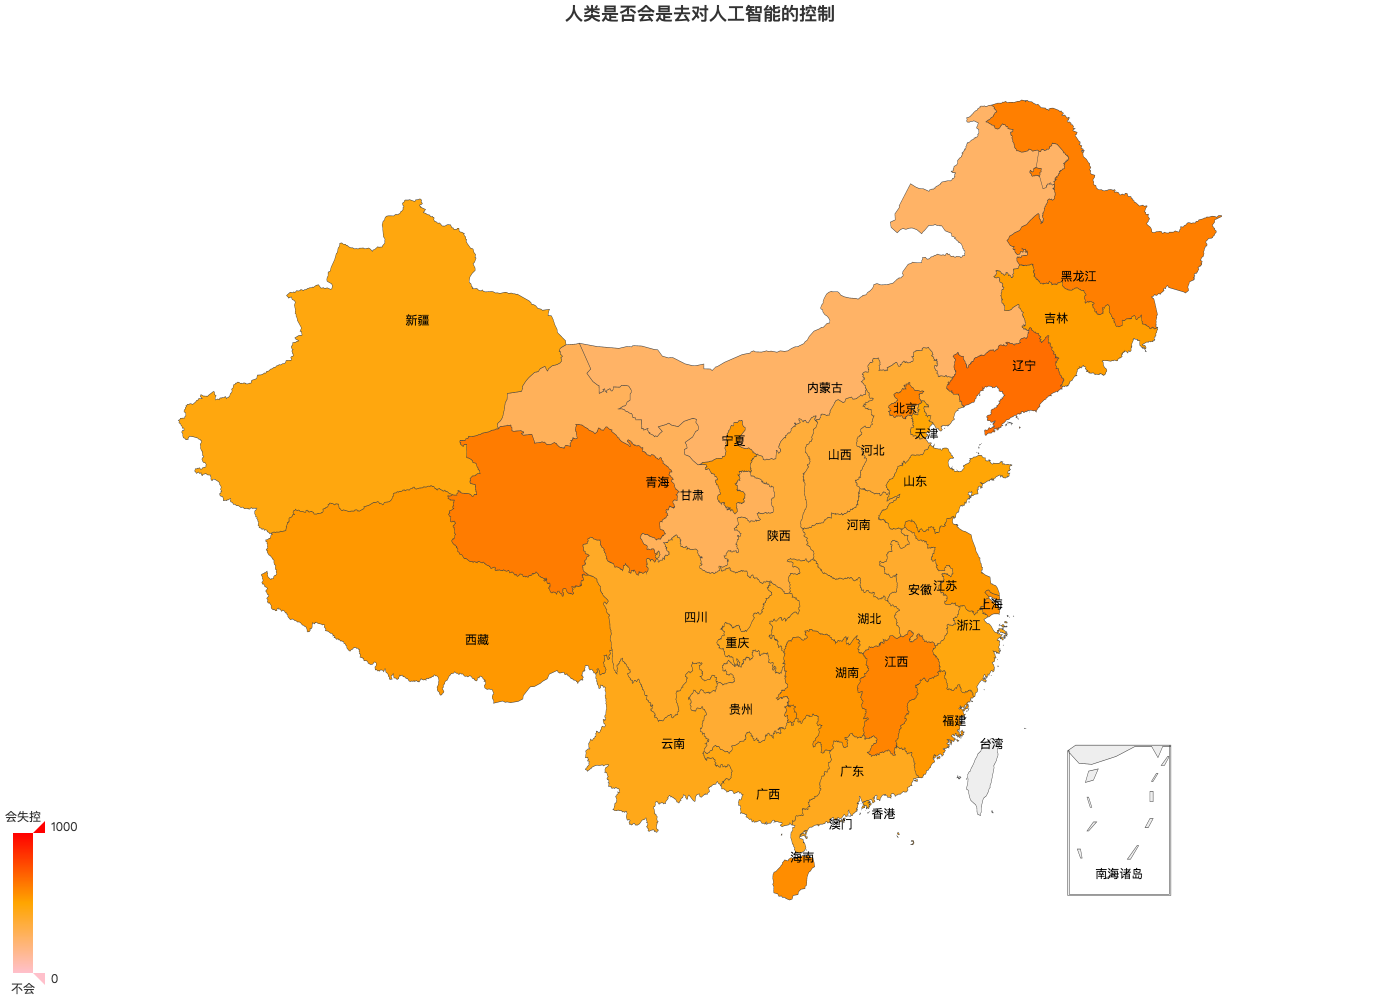 人类是否会是去对人工智能的控制
黑龙江
吉林
新疆
辽宁
内蒙古
北京
天津
宁夏
山西
河北
青海
甘肃
山东
河南
陕西
安徽
江苏
上海
四川
湖北
浙江
西藏
重庆
湖南
江西
贵州
福建
云南
台湾
广东
广西
香港
澳门
海南
南海诸岛
会失控
1000
0
不会